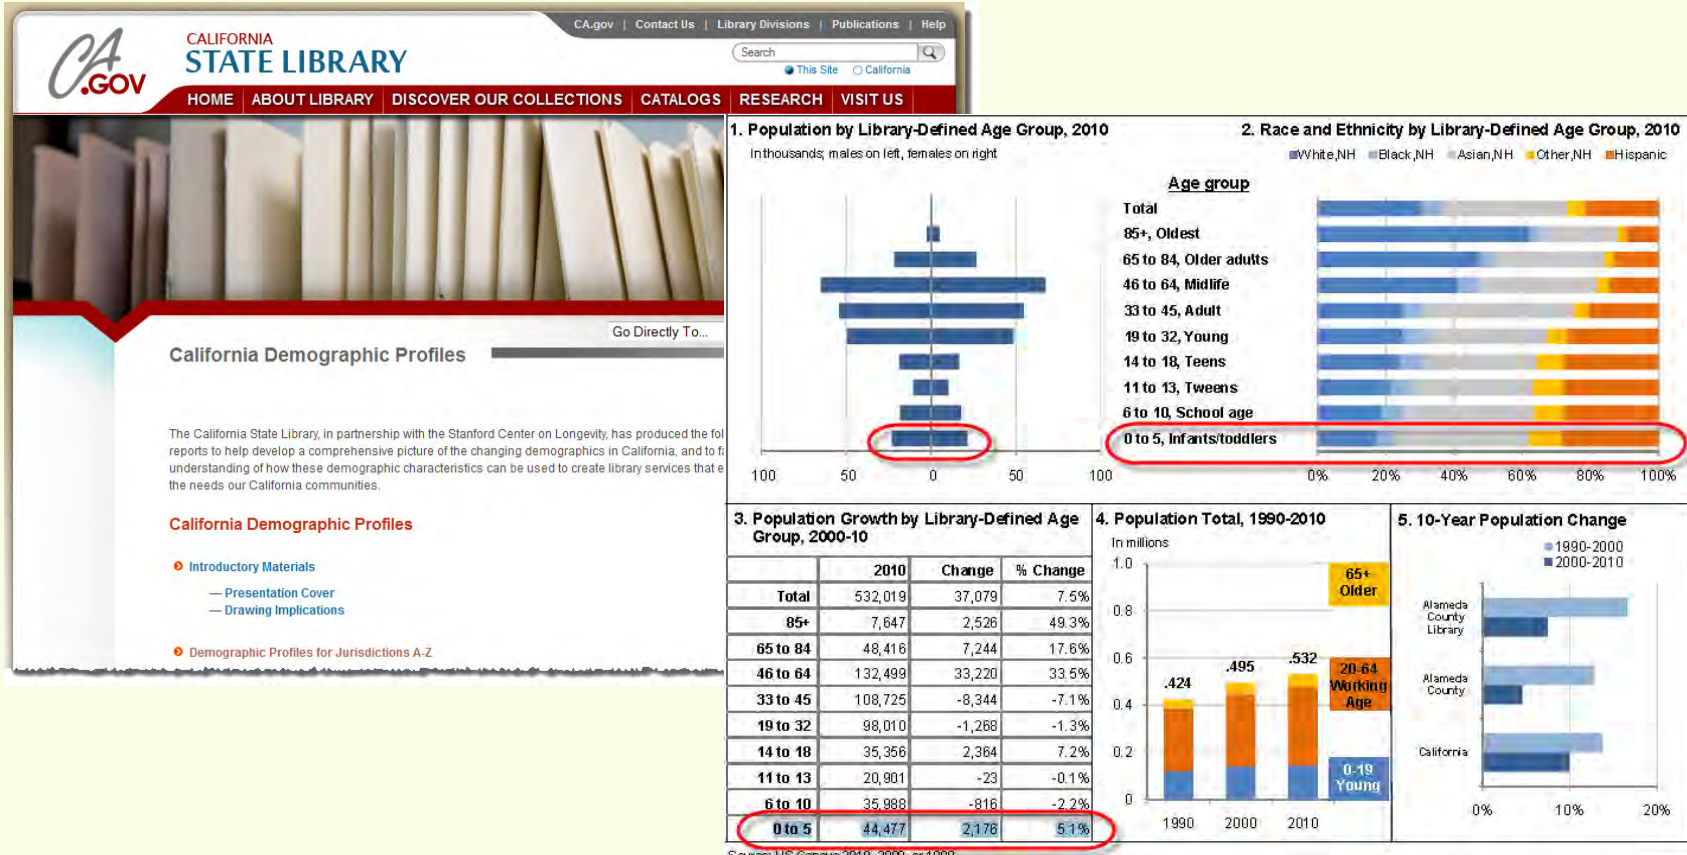 CA.gov | Contact Us | Library Divisions | Publications | Help
CA
.GOV
CALIFORNIA
STATE LIBRARY
Search
This Site California
HOME ABOUT LIBRARY DISCOVER OUR COLLECTIONS CATALOGS RESEARCH VISIT US
Go Directly To...
California Demographic Profiles
The California State Library, in partnership with the Stanford Center on Longevity, has produced the fol
reports to help develop a comprehensive picture of the changing demographics in California, and to fa
understanding of how these demographic characteristics can be used to create library services that e
the needs our California communities.
California Demographic Profiles
Introductory Materials
— Presentation Cover
— Drawing Implications
Demographic Profiles for Jurisdictions A-Z
1. Population by Library-Defined Age Group, 2010
In thousands; males on left, females on right
100 50 0 50 100
2. Race and Ethnicity by Library-Defined Age Group, 2010
White,NH Black,NH Asian,NH Other,NH Hispanic
Age group
Total
85+, Oldest
65 to 84, Older adults
46 to 64, Midlife
33 to 45, Adult
19 to 32, Young
14 to 18, Teens
11 to 13, Tweens
6 to 10, School age
0 to 5, Infants/toddlers
0% 20% 40% 60% 80% 100%
3. Population Growth by Library-Defined Age
Group, 2000-10
2010 Change % Change
Total 532,019 37,079 7.5%
85+ 7,647 2,526 49.3%
65 to 84 48,416 7,244 17.6%
46 to 64 132,499 33,220 33.5%
33 to 45 108,725 -8,344 -7.1%
19 to 32 98,010 -1,268 -1.3%
14 to 18 35,356 2,364 7.2%
11 to 13 20,901 -23 -0.1%
6 to 10 35,988 -816 -2.2%
0 to 5 44,477 2,176 5.1%
Source: US Census 2010, 2000, or 1990
4. Population Total, 1990-2010
In millions
1.0
0.8
0.6
0.4
0.2
0
.424
.495
.532
65+
Older
20-64
Working
Age
0-19
Young
1990 2000 2010
5. 10-Year Population Change
1990-2000
2000-2010
Alameda
County
Library
Alameda
County
California
0% 10% 20%